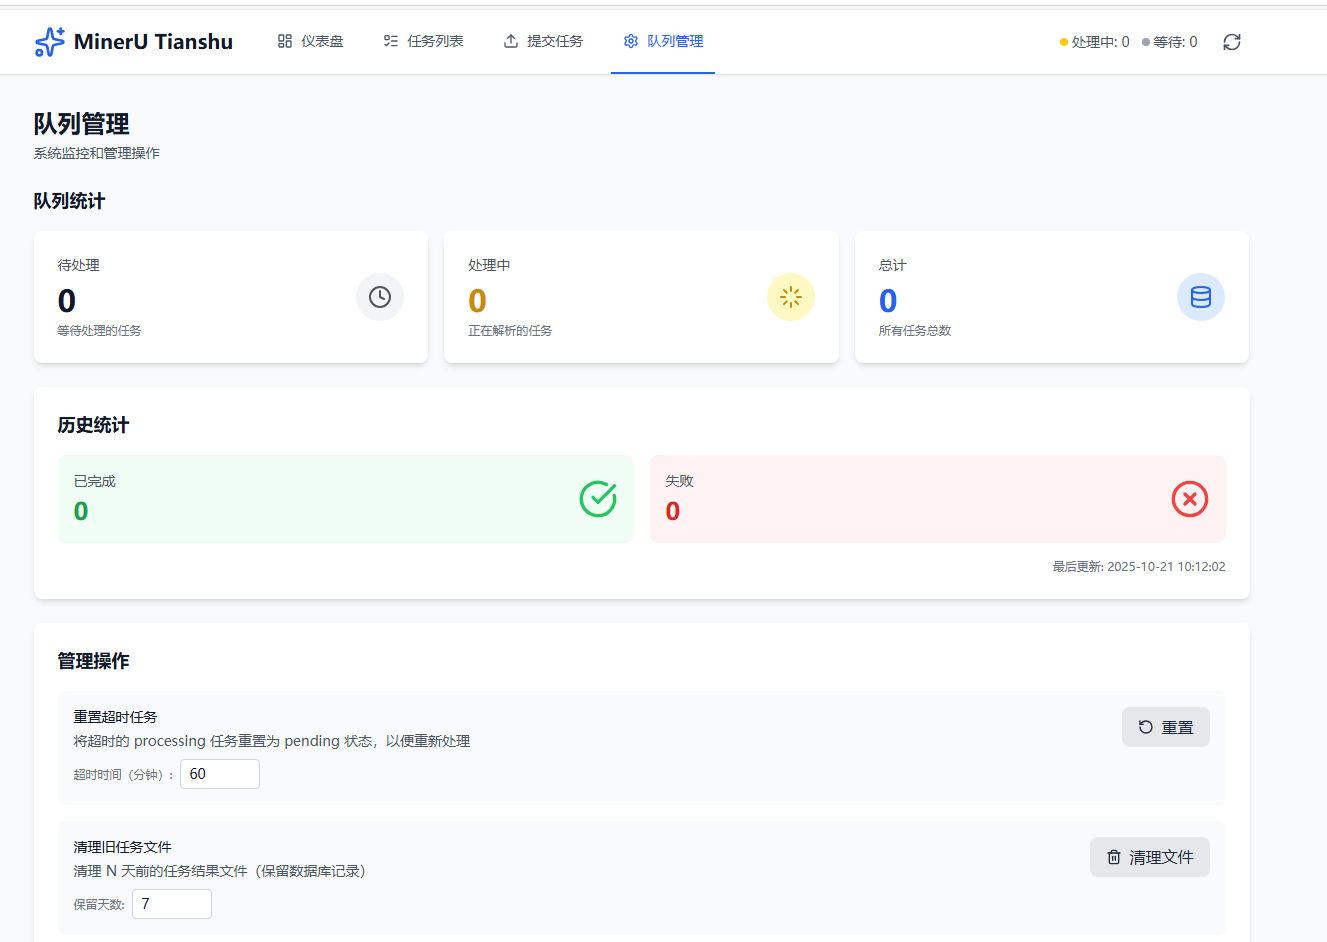 MinerU Tianshu 仪表盘 任务列表 提交任务 队列管理 处理中: 0 等待: 0
队列管理
系统监控和管理操作
队列统计
待处理
0
等待处理的任务
处理中
0
正在解析的任务
总计
0
所有任务总数
历史统计
已完成
0
失败
0
最后更新: 2025-10-21 10:12:02
管理操作
重置超时任务
将超时的 processing 任务重置为 pending 状态，以便重新处理
超时时间（分钟）: 60
重置
清理旧任务文件
清理 N 天前的任务结果文件（保留数据库记录）
保留天数: 7
清理文件